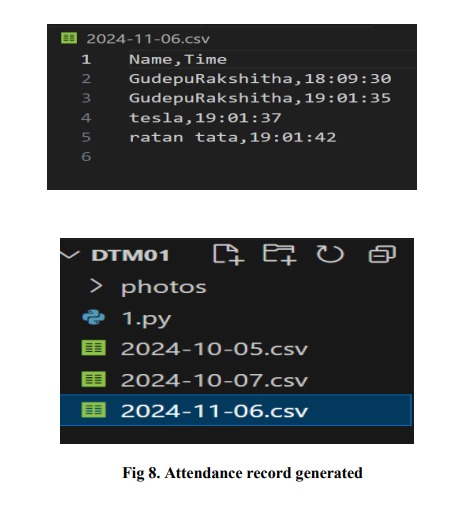 2024-11-06.csv
1 Name,Time
2 GudepuRakshitha,18:09:30
3 GudepuRakshitha,19:01:35
4 tesla,19:01:37
5 ratan tata,19:01:42
6
DTM01
photos
1.py
2024-10-05.csv
2024-10-07.csv
2024-11-06.csv
Fig 8. Attendance record generated